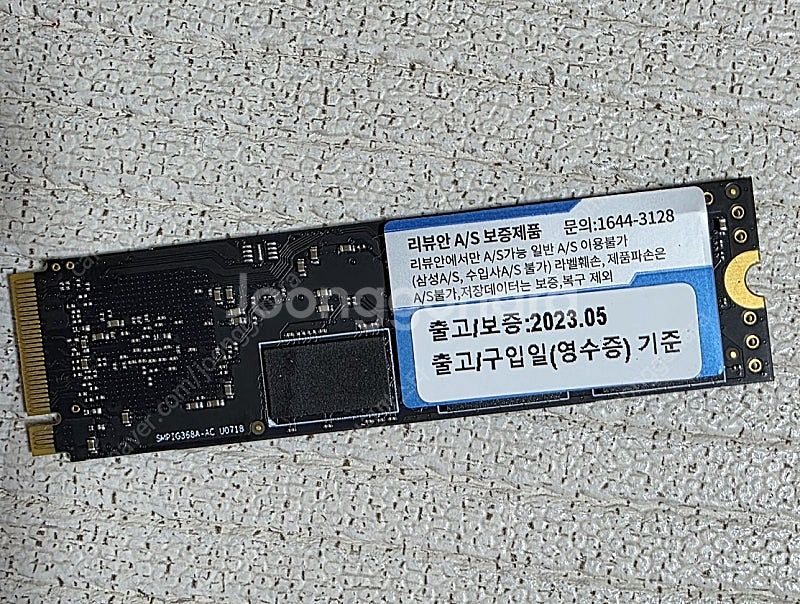 리뷰안 A/S 보증제품 문의:1644-3128
리뷰안에서만 A/S가능 일반 A/S 이용불가
(삼성A/S, 수입사A/S 불가) 라벨훼손, 제품파손은
A/S불가,저장데이터는 보증,복구 제외
출고/보증:2023.05
출고/구입일(영수증) 기준
SMPIG368A-AC U0718
Joonggonara